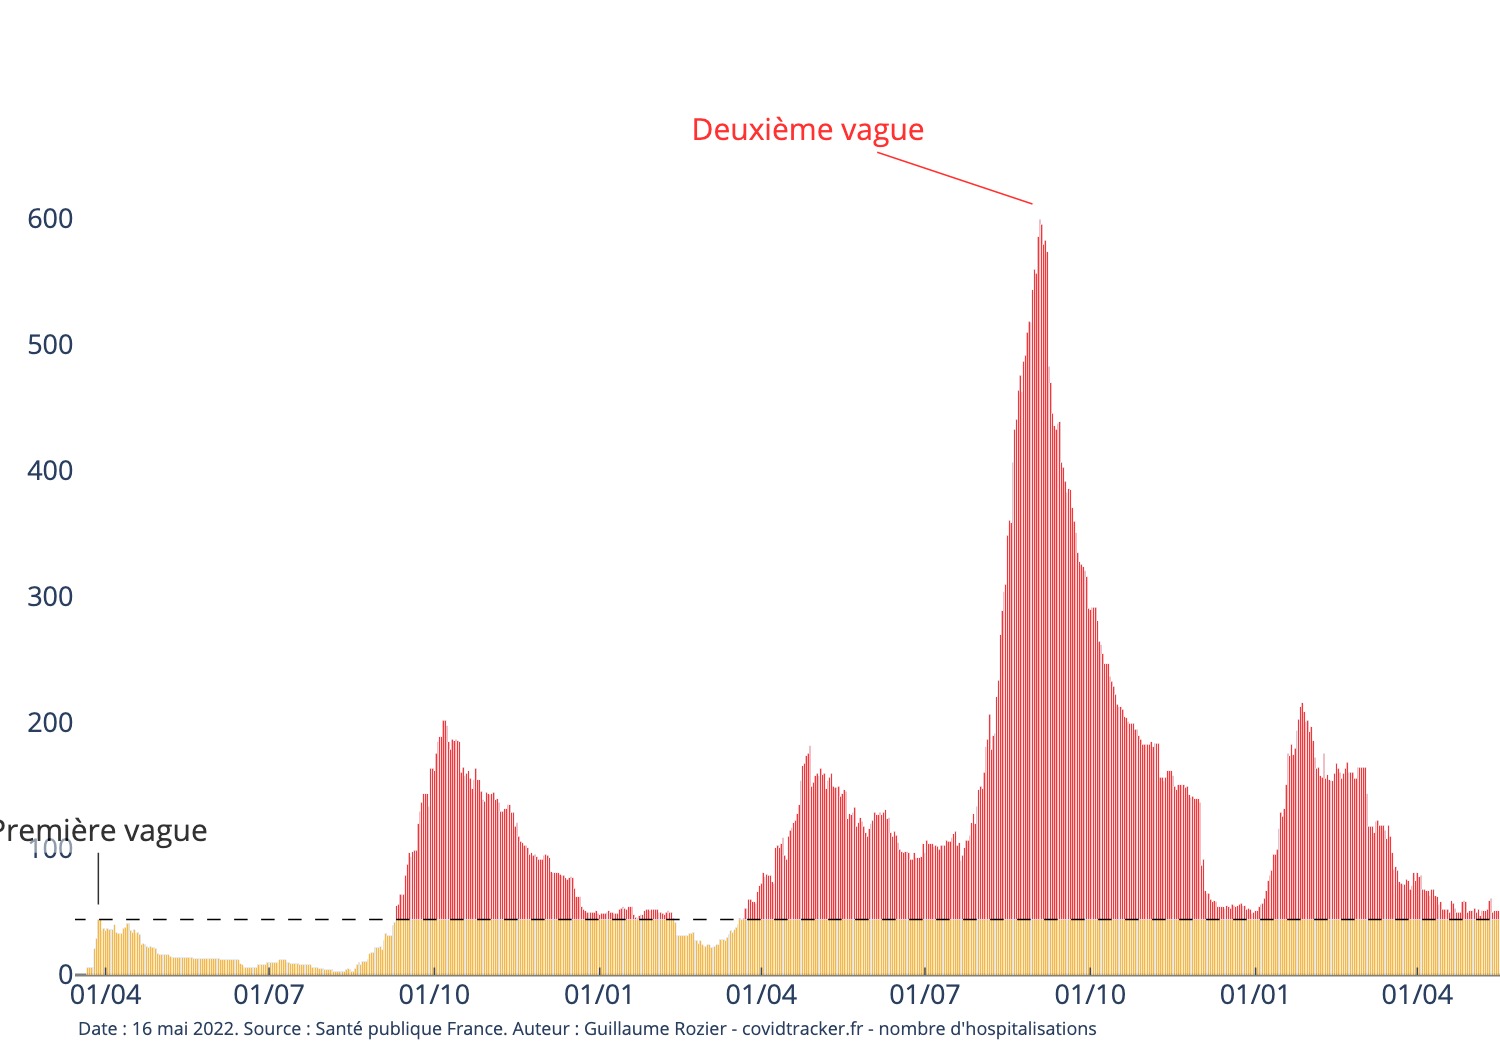 Deuxième vague
600
500
400
300
200
Première vague
100
0
01/04 01/07 01/10 01/01 01/04 01/07 01/10 01/01 01/04
Date : 16 mai 2022. Source : Santé publique France. Auteur : Guillaume Rozier - covidtracker.fr - nombre d'hospitalisations